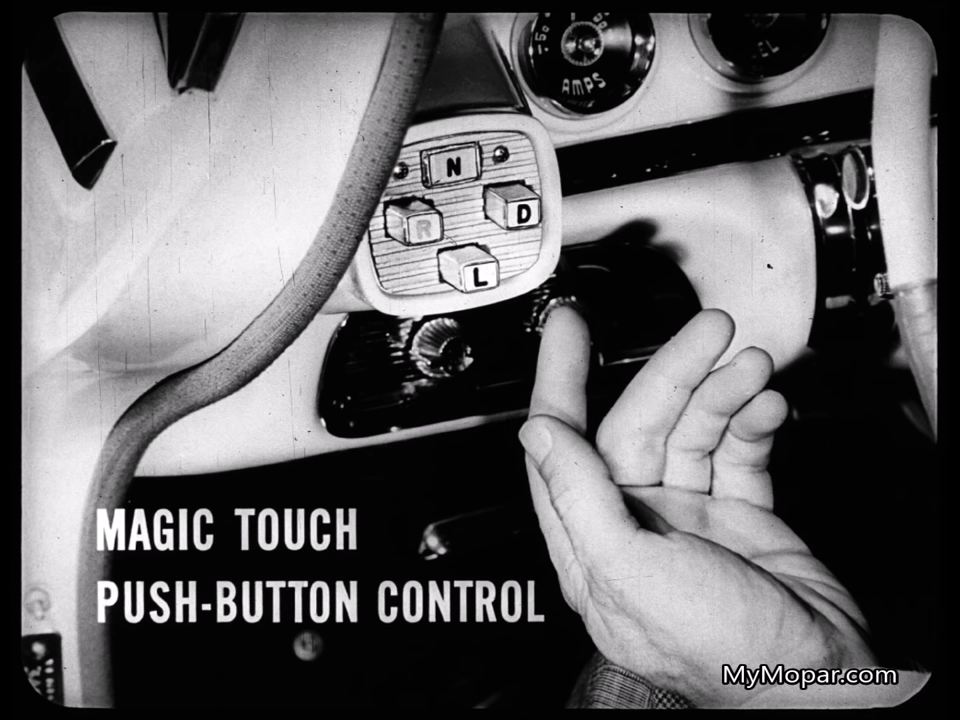 AMPS
N
R
D
L
MAGIC TOUCH
PUSH-BUTTON CONTROL
MyMopar.com